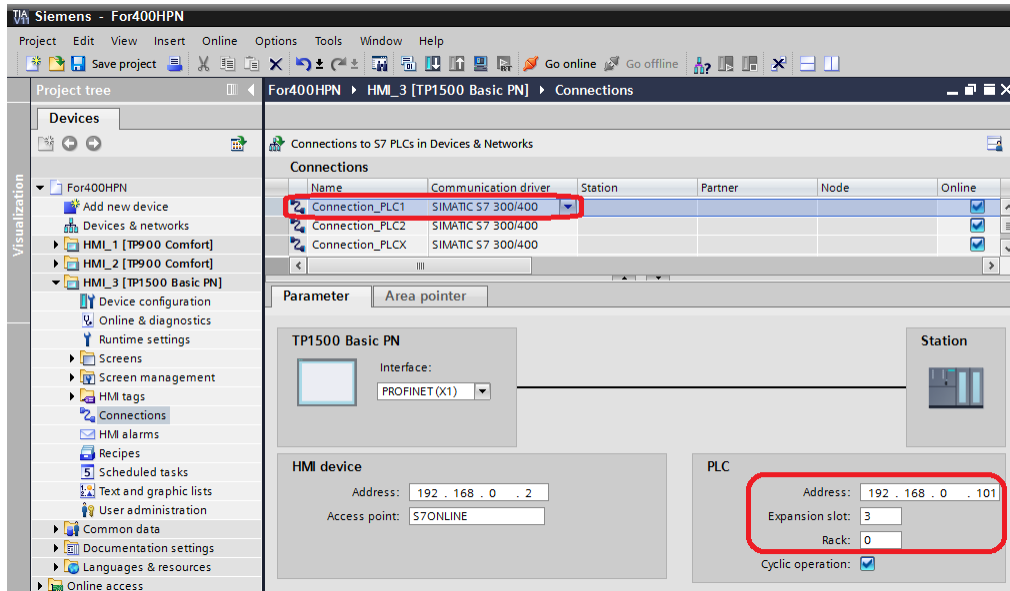 Siemens - For400HPN
Project Edit View Insert Online Options Tools Window Help
Save project Go online Go offline
Project tree
For400HPN HMI_3 [TP1500 Basic PN] Connections
Devices
Visualization
For400HPN
Add new device
Devices & networks
HMI_1 [TP900 Comfort]
HMI_2 [TP900 Comfort]
HMI_3 [TP1500 Basic PN]
Device configuration
Online & diagnostics
Runtime settings
Screens
Screen management
HMI tags
Connections
HMI alarms
Recipes
Scheduled tasks
Text and graphic lists
User administration
Common data
Documentation settings
Languages & resources
Online access
Connections to S7 PLCs in Devices & Networks
Connections
Name Communication driver Station Partner Node Online
Connection_PLC1 SIMATIC S7 300/400
Connection_PLC2 SIMATIC S7 300/400
Connection_PLCX SIMATIC S7 300/400
Parameter Area pointer
TP1500 Basic PN
Interface:
PROFINET (X1)
Station
HMI device
Address: 192 . 168 . 0 . 2
Access point: S7ONLINE
PLC
Address: 192 . 168 . 0 . 101
Expansion slot: 3
Rack: 0
Cyclic operation: